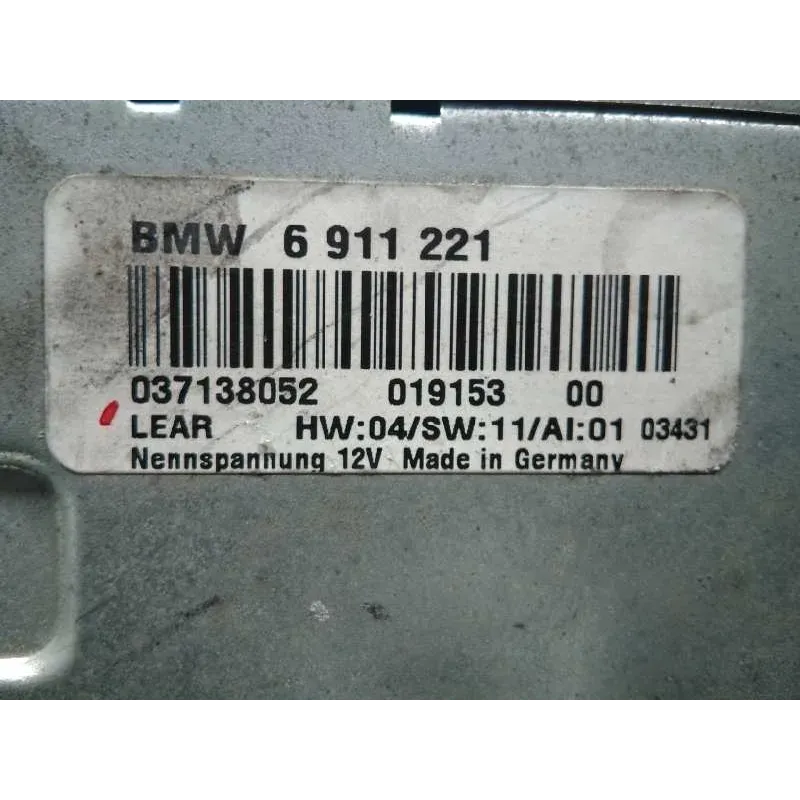 BMW 6 911 221
037138052 019153 00
LEAR HW:04/SW:11/AI:01 03431
Nennspannung 12V Made in Germany